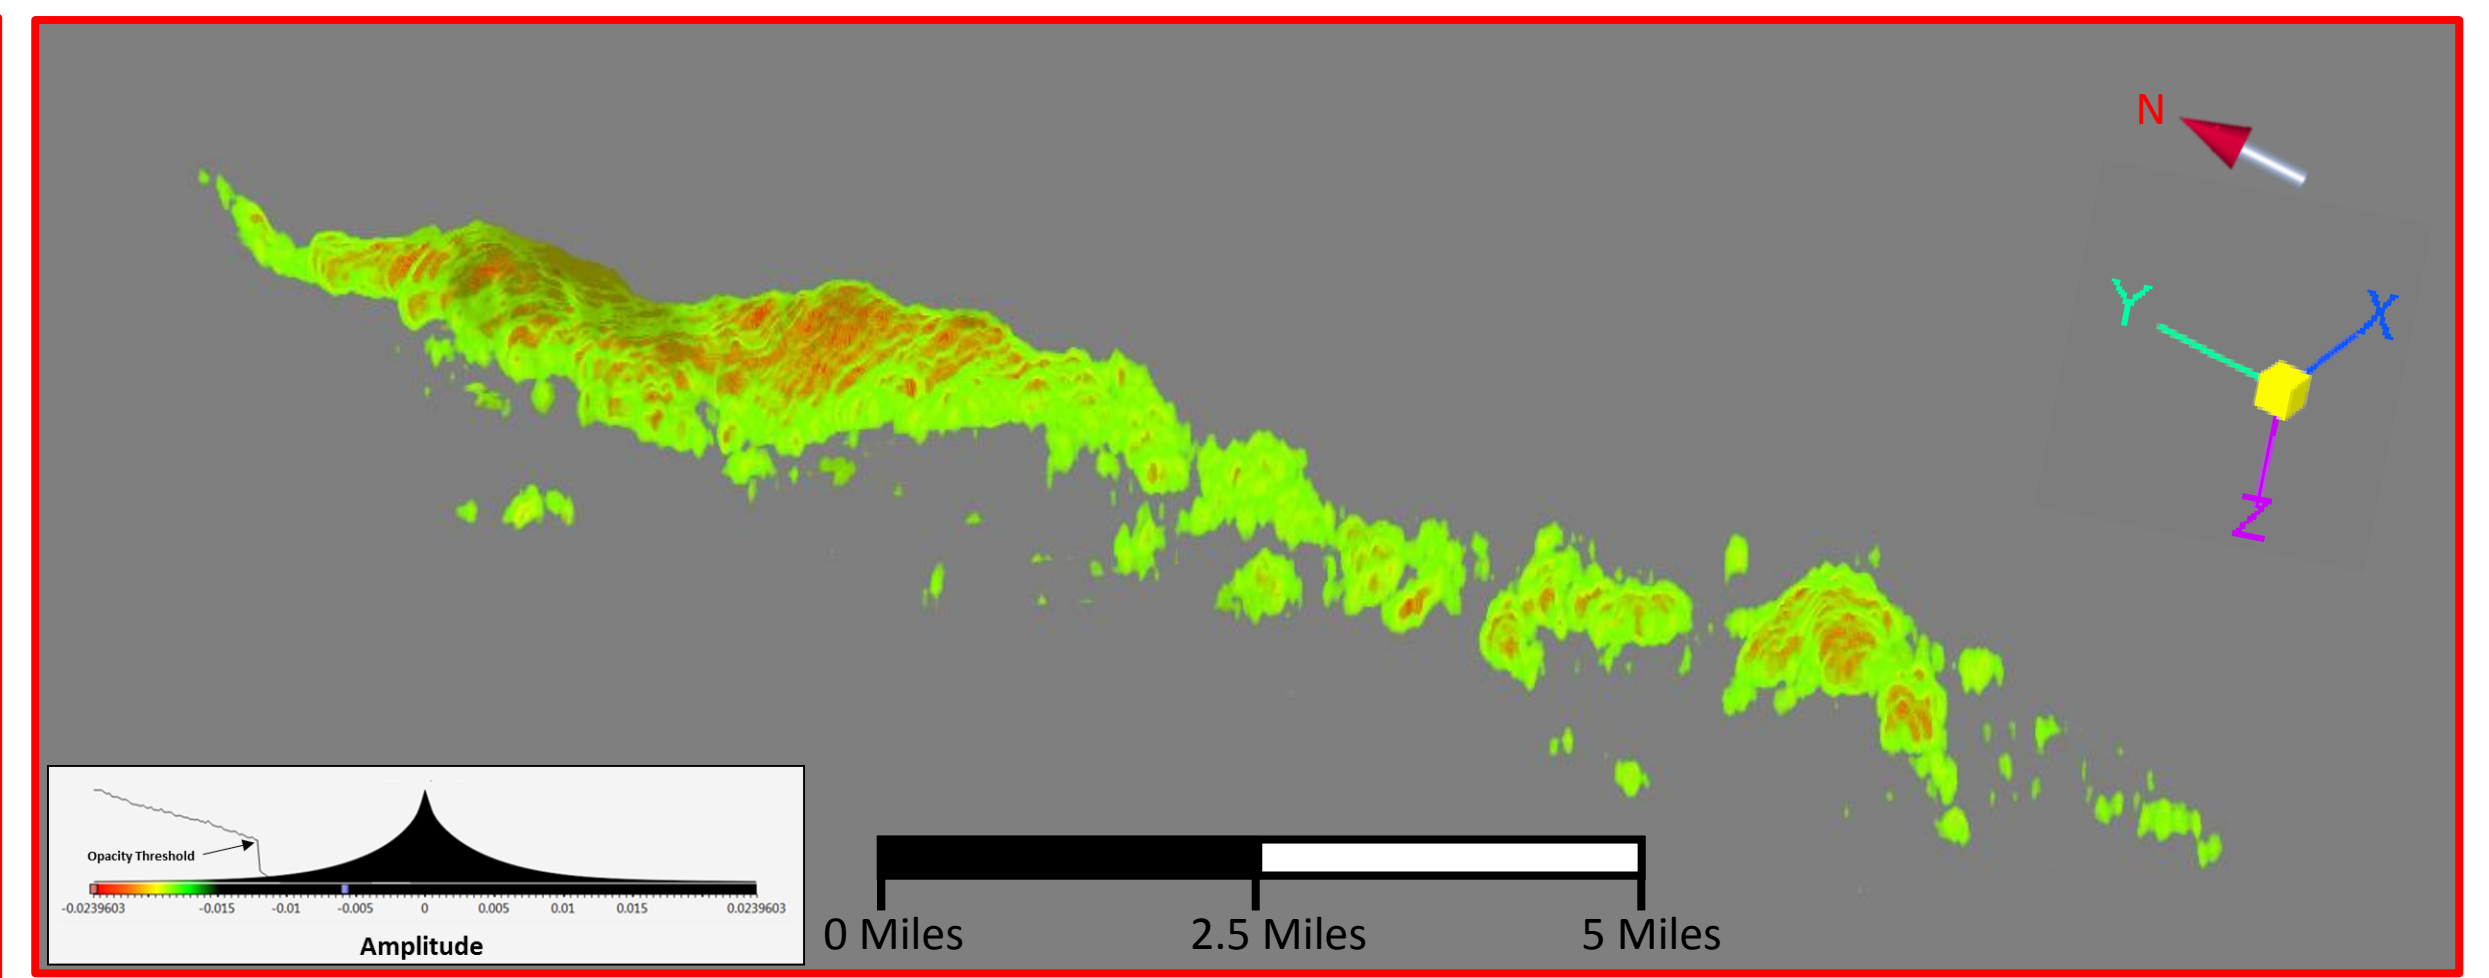 N
Y
X
Z
Opacity Threshold
-0.0239603 -0.015 -0.01 -0.005 0 0.005 0.01 0.015 0.0239603
Amplitude
0 Miles 2.5 Miles 5 Miles